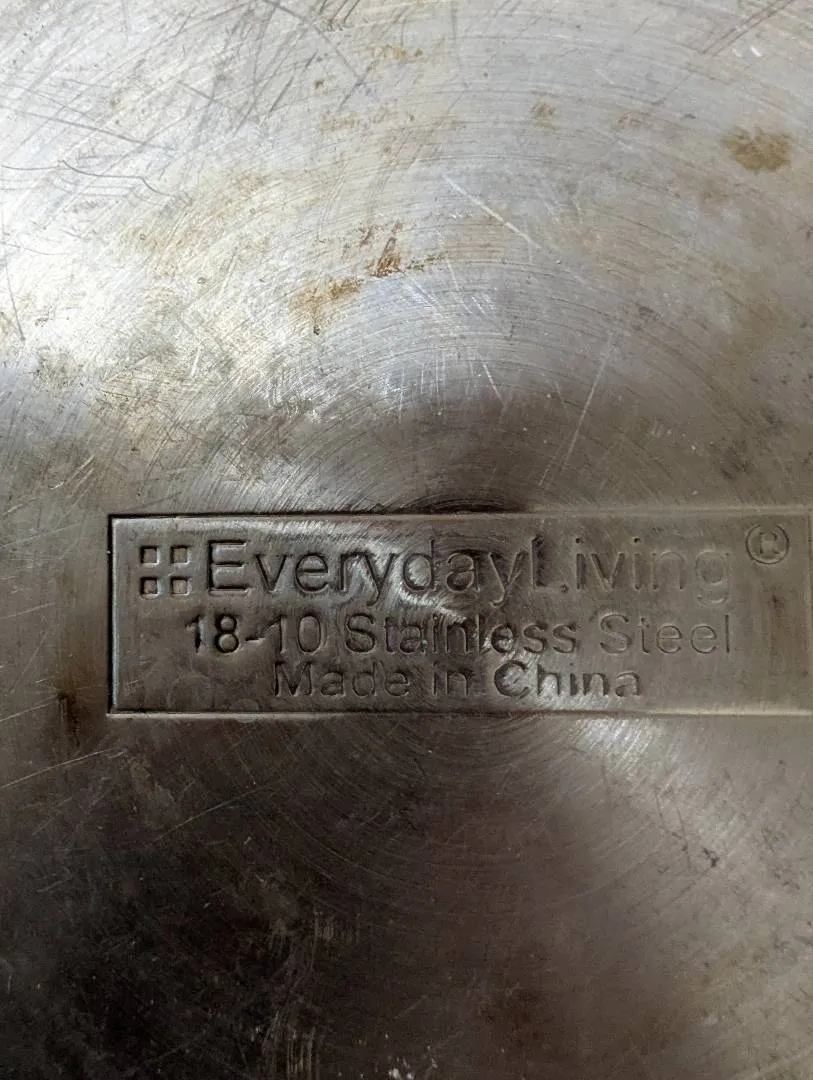 EverydayLiving®
18-10 Stainless Steel
Made in China